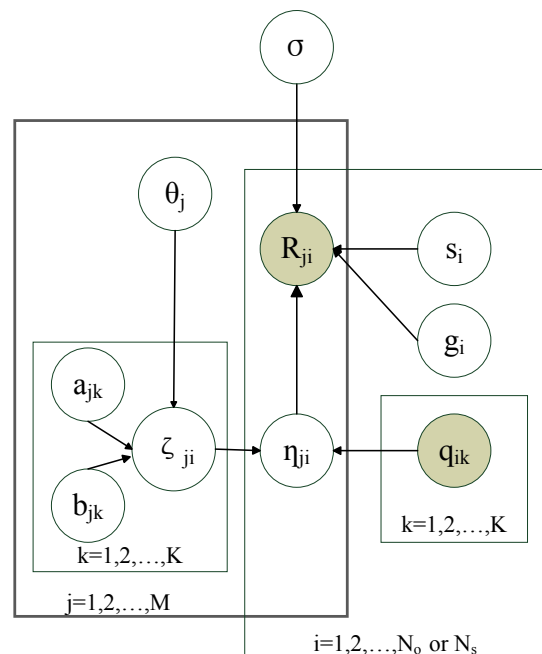 σ
θj
Rji
si
gi
ajk
ζ ji
ηji
qik
bjk
k=1,2,…,K
k=1,2,…,K
j=1,2,…,M
i=1,2,…,No or Ns